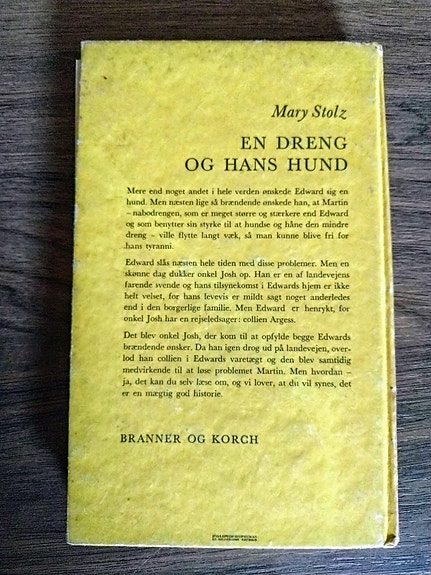 Mary Stolz
EN DRENG
OG HANS HUND
Mere end noget andet i hele verden ønskede Edward sig en
hund. Men næsten lige så brændende ønskede han, at Martin
– nabodrengen, som er meget større og stærkere end Edward
og som benytter sin styrke til at hundse og håne den mindre
dreng – ville flytte langt væk, så man kunne blive fri for
hans tyranni.
Edward slås næsten hele tiden med disse problemer. Men en
skønne dag dukker onkel Josh op. Han er en af landevejens
farende svende og hans tilsynekomst i Edwards hjem er ikke
helt velset, for hans levevis er mildt sagt noget anderledes
end i den borgerlige familie. Men Edward er henrykt, for
onkel Josh har en rejseledsager: collien Argess.
Det blev onkel Josh, der kom til at opfylde begge Edwards
brændende ønsker. Da han igen drog ud på landevejen, over-
lod han collien i Edwards varetægt og den blev samtidig
medvirkende til at løse problemet Martin. Men hvordan –
ja, det kan du selv læse om, og vi lover, at du vil synes, det
er en mægtig god historie.
BRANNER OG KORCH